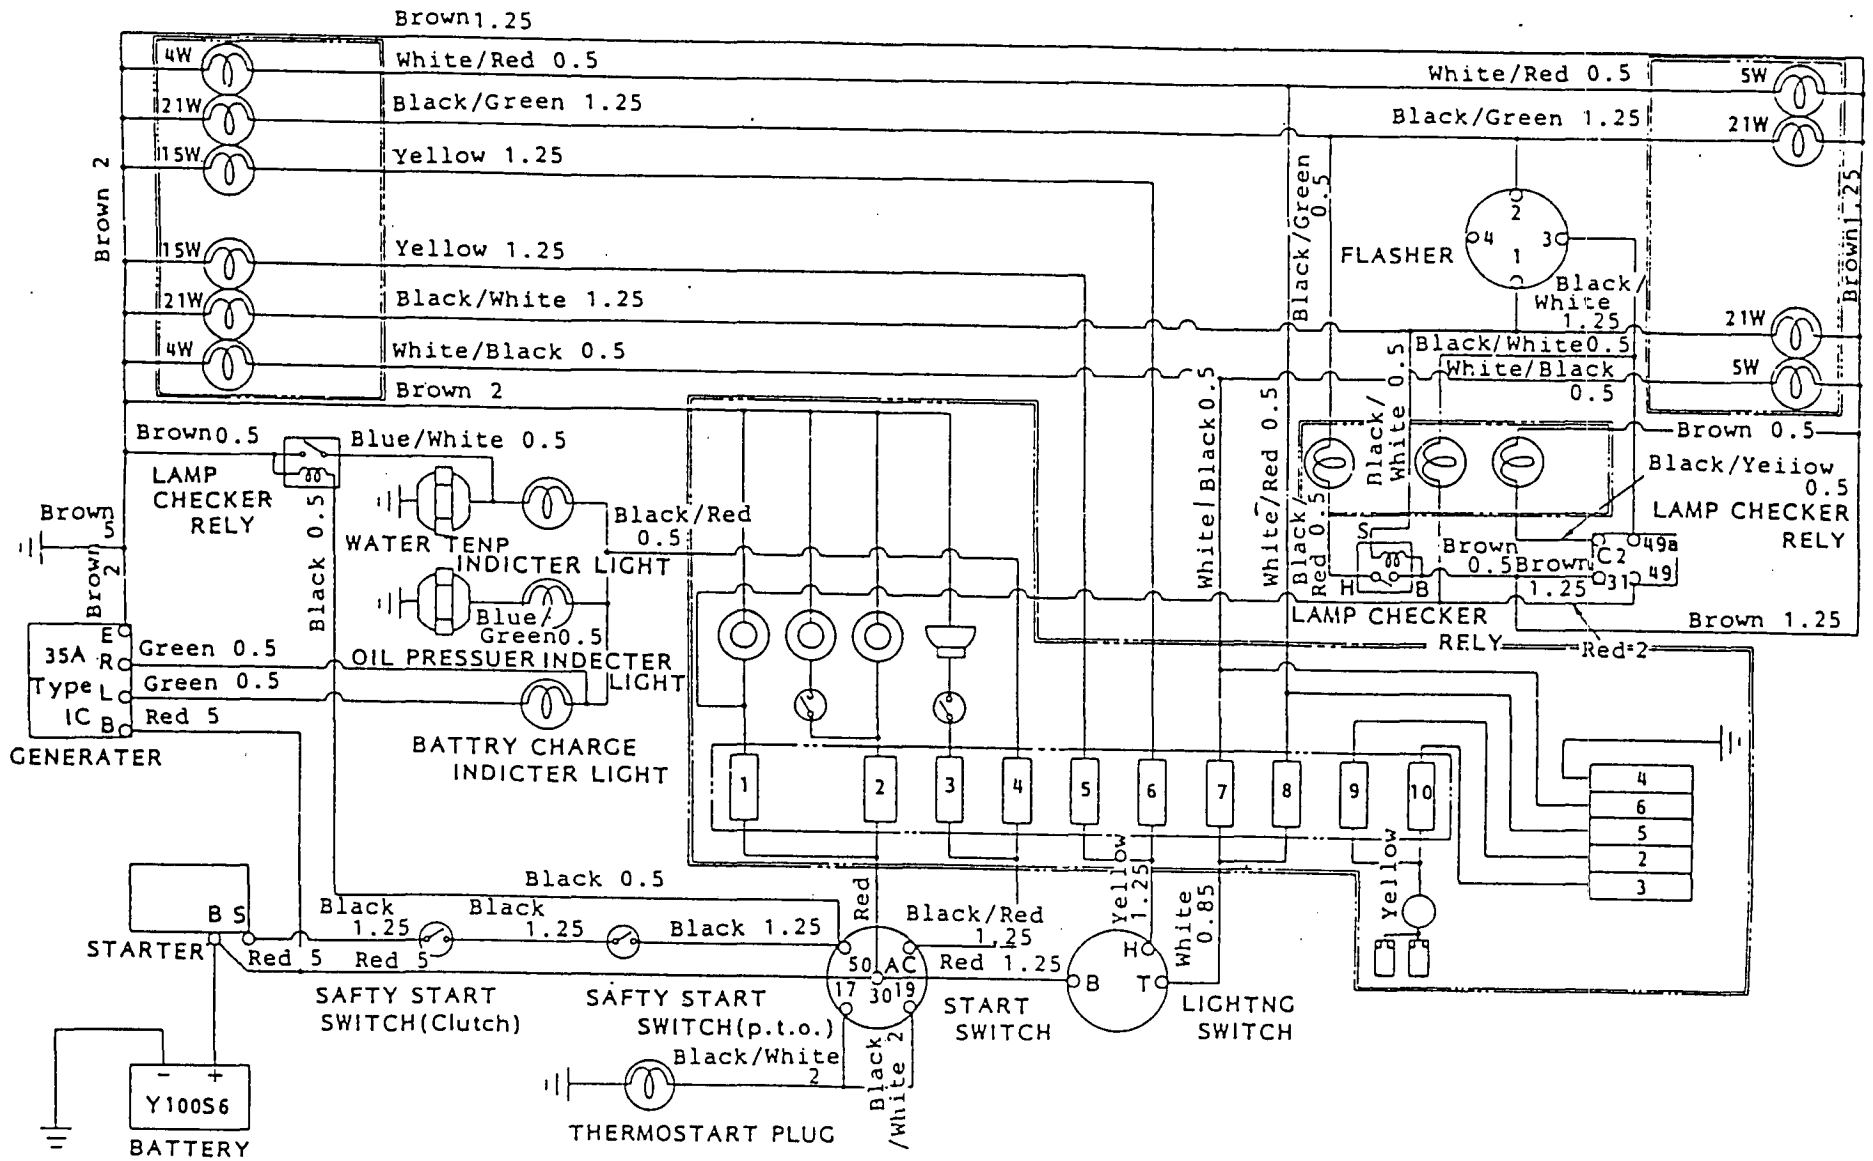 Brown1.25
4W
White/Red 0.5
White/Red 0.5
5W
21W
Black/Green 1.25
Black/Green 1.25
21W
15W
Yellow 1.25
Brown 2
Black/Green
0.5
2
4
3
1
FLASHER
Brown1.25
15W
Yellow 1.25
21W
Black/White 1.25
Black/
White
1.25
21W
4W
White/Black 0.5
Black/White0.5
White/Black
0.5
5W
Brown 2
Brown0.5
Blue/White 0.5
LAMP
CHECKER
RELY
Black 0.5
White/Black0.5
White/Red 0.5
Black/
White 0.5
Brown 0.5
Black/Yeiiow
0.5
LAMP CHECKER
RELY
Brown
5
Brown 2
WATER TENP
INDICTER LIGHT
Black/Red
0.5
Black/
Red 0.5
S
H
B
Brown
0.5
Brown
1.25
C2
49a
31
49
LAMP CHECKER
RELY
Red 2
Brown 1.25
Blue/
Green0.5
OIL PRESSUER INDECTER
LIGHT
35A
Type
IC
E
R
L
B
Green 0.5
Green 0.5
Red 5
GENERATER
BATTRY CHARGE
INDICTER LIGHT
1
2
3
4
5
6
7
8
9
10
4
6
5
2
3
Black 0.5
Red
Black/Red
1.25
Yellow
1.25
White
0.85
Yellow
B S
STARTER
Black
1.25
Black
1.25
Black 1.25
Red 5
Red 5
50
AC
17
30
19
Red 1.25
B
H
T
SAFTY START
SWITCH(Clutch)
SAFTY START
SWITCH(p.t.o.)
START
SWITCH
LIGHTNG
SWITCH
Black/White
2
Black
/White 2
- +
Y100S6
BATTERY
THERMOSTART PLUG